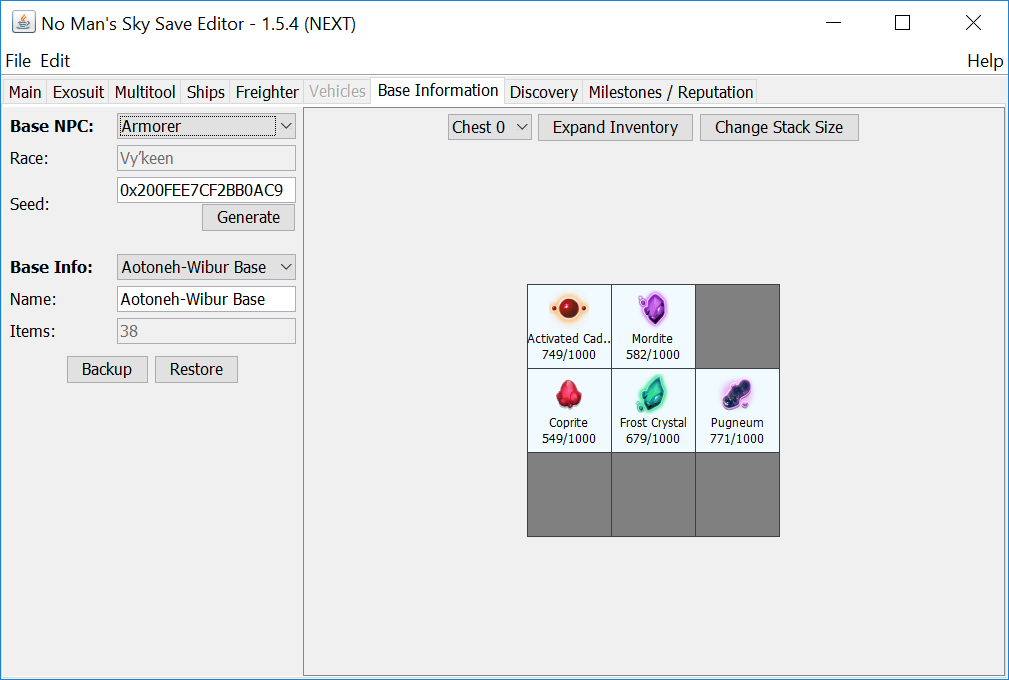 No Man's Sky Save Editor - 1.5.4 (NEXT)
File Edit Help
Main Exosuit Multitool Ships Freighter Vehicles Base Information Discovery Milestones / Reputation
Base NPC: Armorer
Race: Vy'keen
Seed: 0x200FEE7CF2BB0AC9
Generate
Base Info: Aotoneh-Wibur Base
Name: Aotoneh-Wibur Base
Items: 38
Backup Restore
Chest 0 Expand Inventory Change Stack Size
Activated Cad.. Mordite
749/1000 582/1000
Coprite Frost Crystal Pugneum
549/1000 679/1000 771/1000